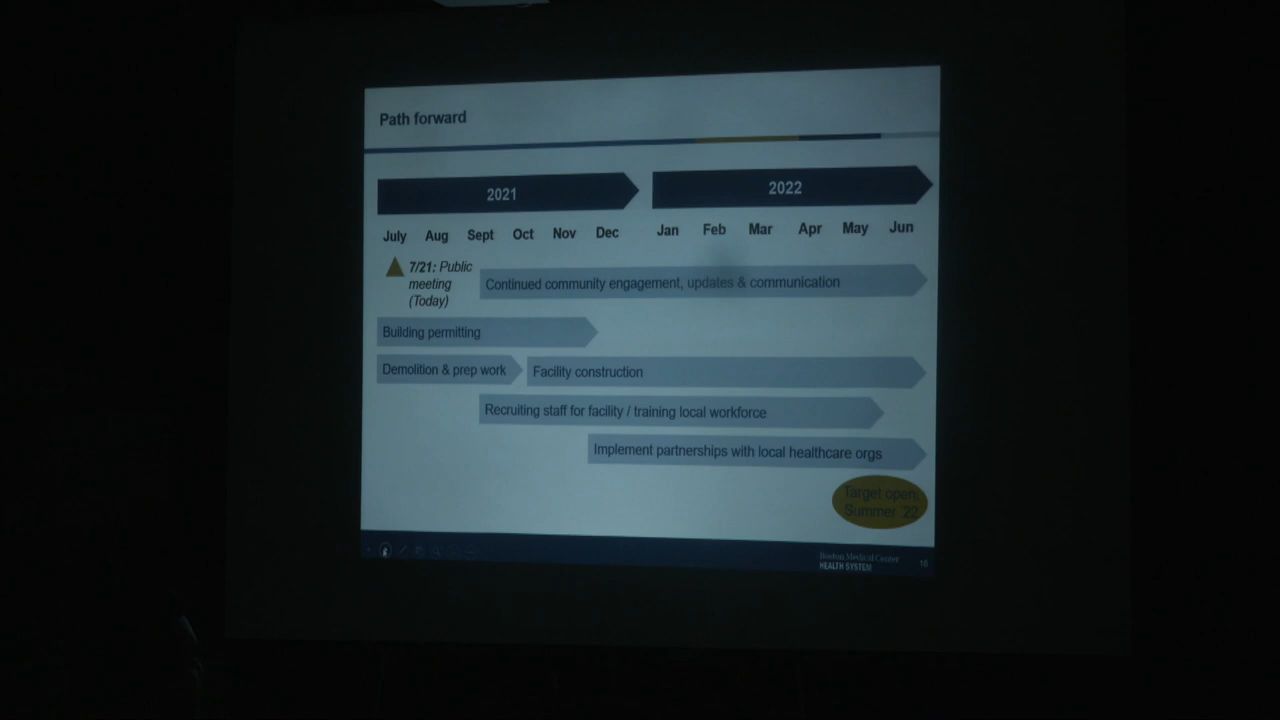 Path forward
2021
2022
July Aug Sept Oct Nov Dec Jan Feb Mar Apr May Jun
7/21: Public
meeting
(Today)
Continued community engagement, updates & communication
Building permitting
Demolition & prep work
Facility construction
Recruiting staff for facility / training local workforce
Implement partnerships with local healthcare orgs
Target open:
Summer '22
Boston Medical Center
HEALTH SYSTEM
16